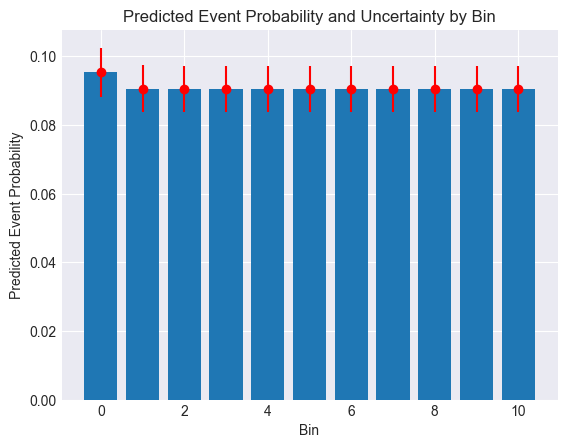 Predicted Event Probability and Uncertainty by Bin
Predicted Event Probability
0.10
0.08
0.06
0.04
0.02
0.00
0 2 4 6 8 10
Bin